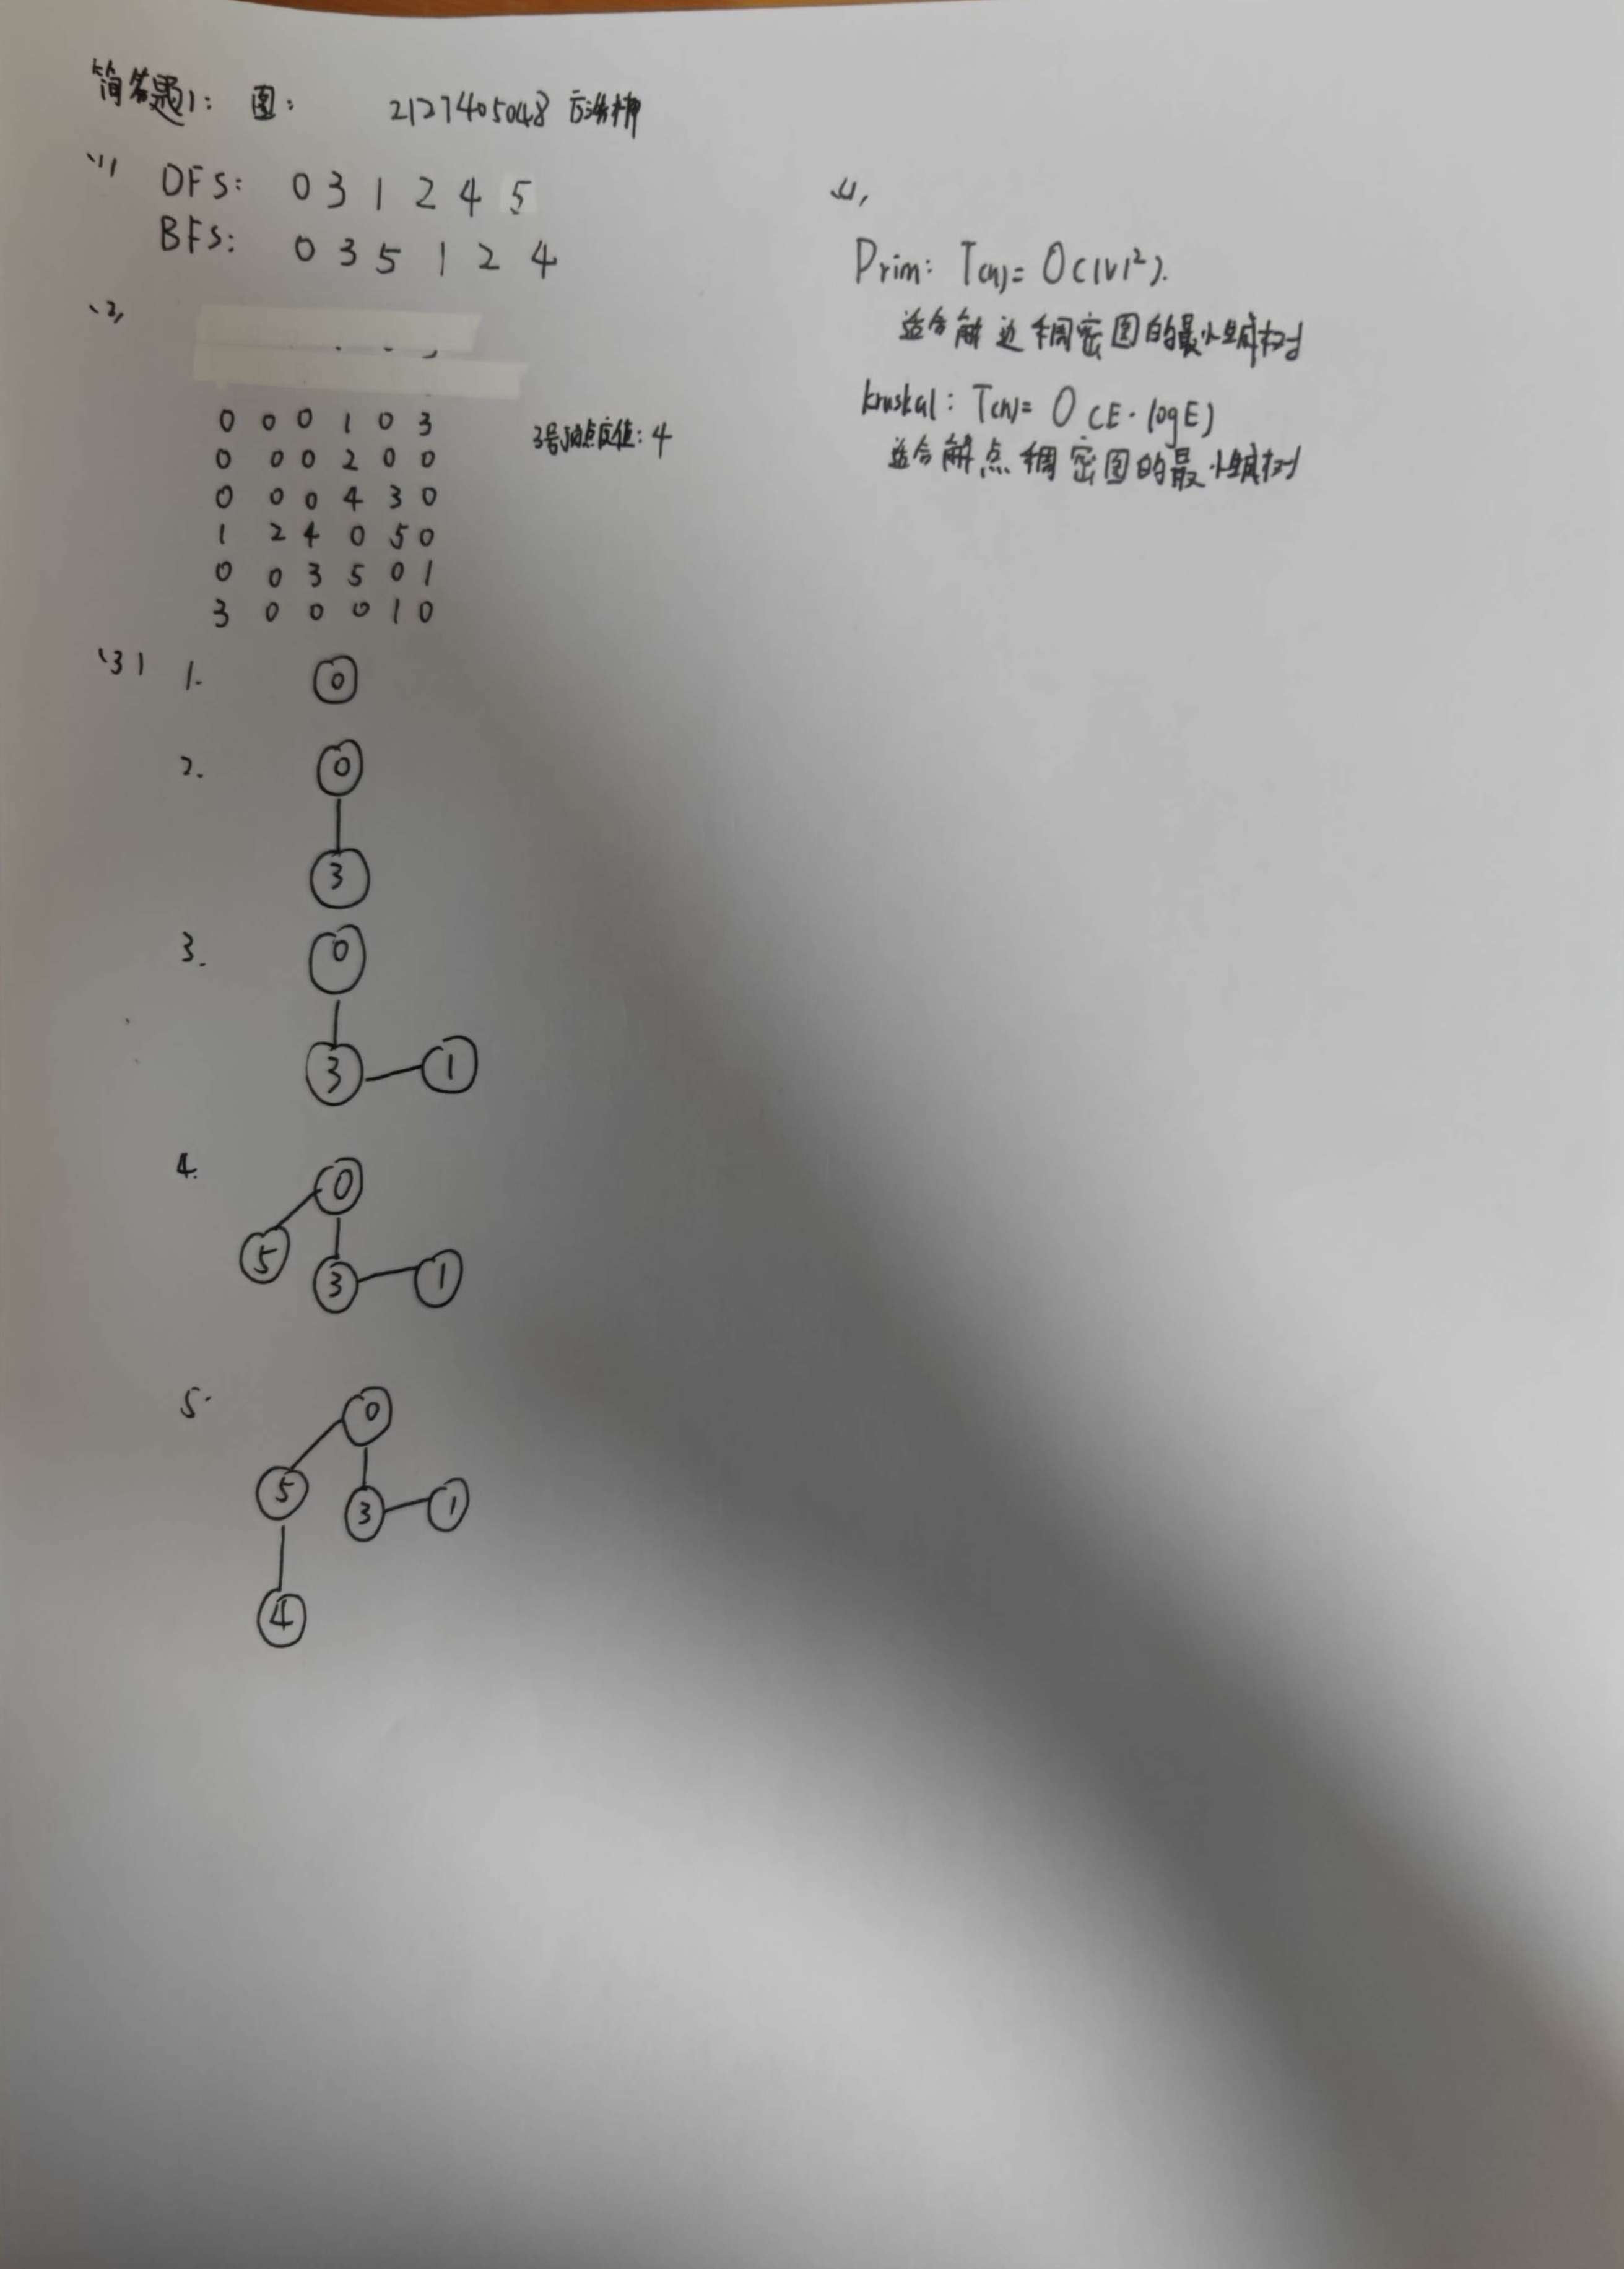 简答题1: 图: 2127405048
(1) DFS: 0 3 1 2 4 5
BFS: 0 3 5 1 2 4
(2)
0 0 0 1 0 3
0 0 0 2 0 0
0 0 0 4 3 0
1 2 4 0 5 0
0 0 3 5 0 1
3 0 0 0 1 0
3号顶点度值: 4
(3) 1. 0
2. 0
3
3. 0
3 1
4. 0
5 3 1
5. 0
5 3 1
4
(4)
Prim: T(n)= O(|V|²).
适合解边稠密图的最小生成树
kruskal: T(n)= O(E·logE)
适合解点稠密图的最小生成树